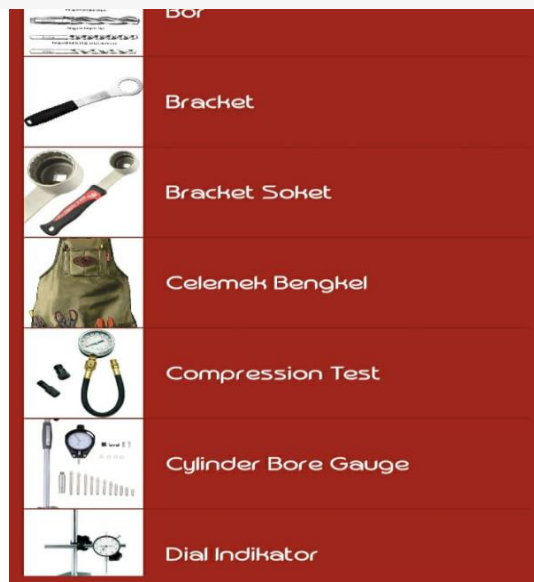 Bor
Bracket
Bracket Soket
Celemek Bengkel
Compression Test
Cylinder Bore Gauge
Dial Indikator